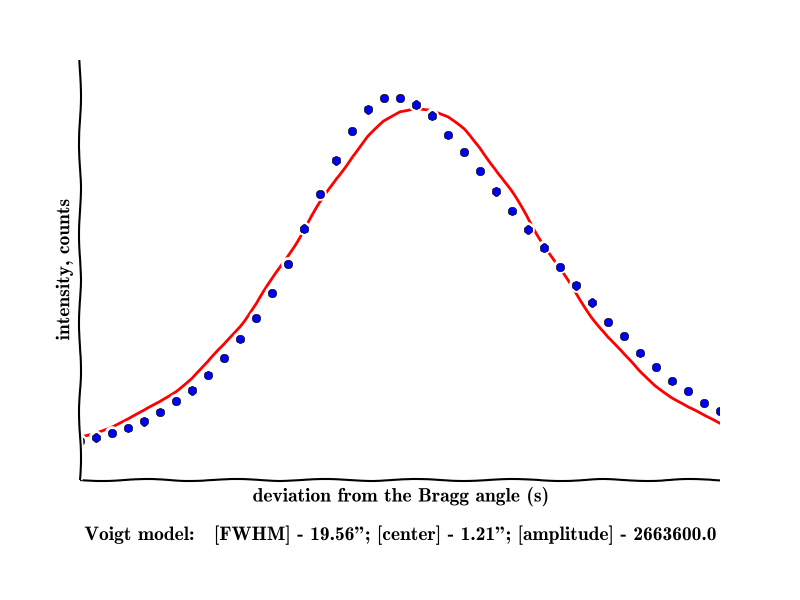 intensity, counts
deviation from the Bragg angle (s)
Voigt model: [FWHM] - 19.56”; [center] - 1.21”; [amplitude] - 2663600.0